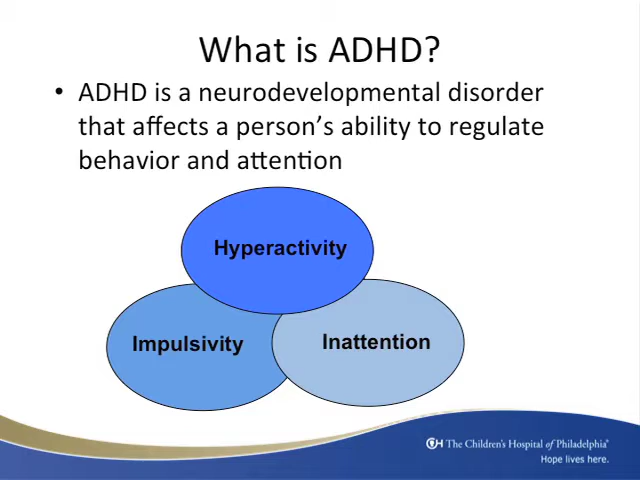 What is ADHD?
• ADHD is a neurodevelopmental disorder
that affects a person's ability to regulate
behavior and attention
Hyperactivity
Impulsivity
Inattention
CH The Children's Hospital of Philadelphia®
Hope lives here.